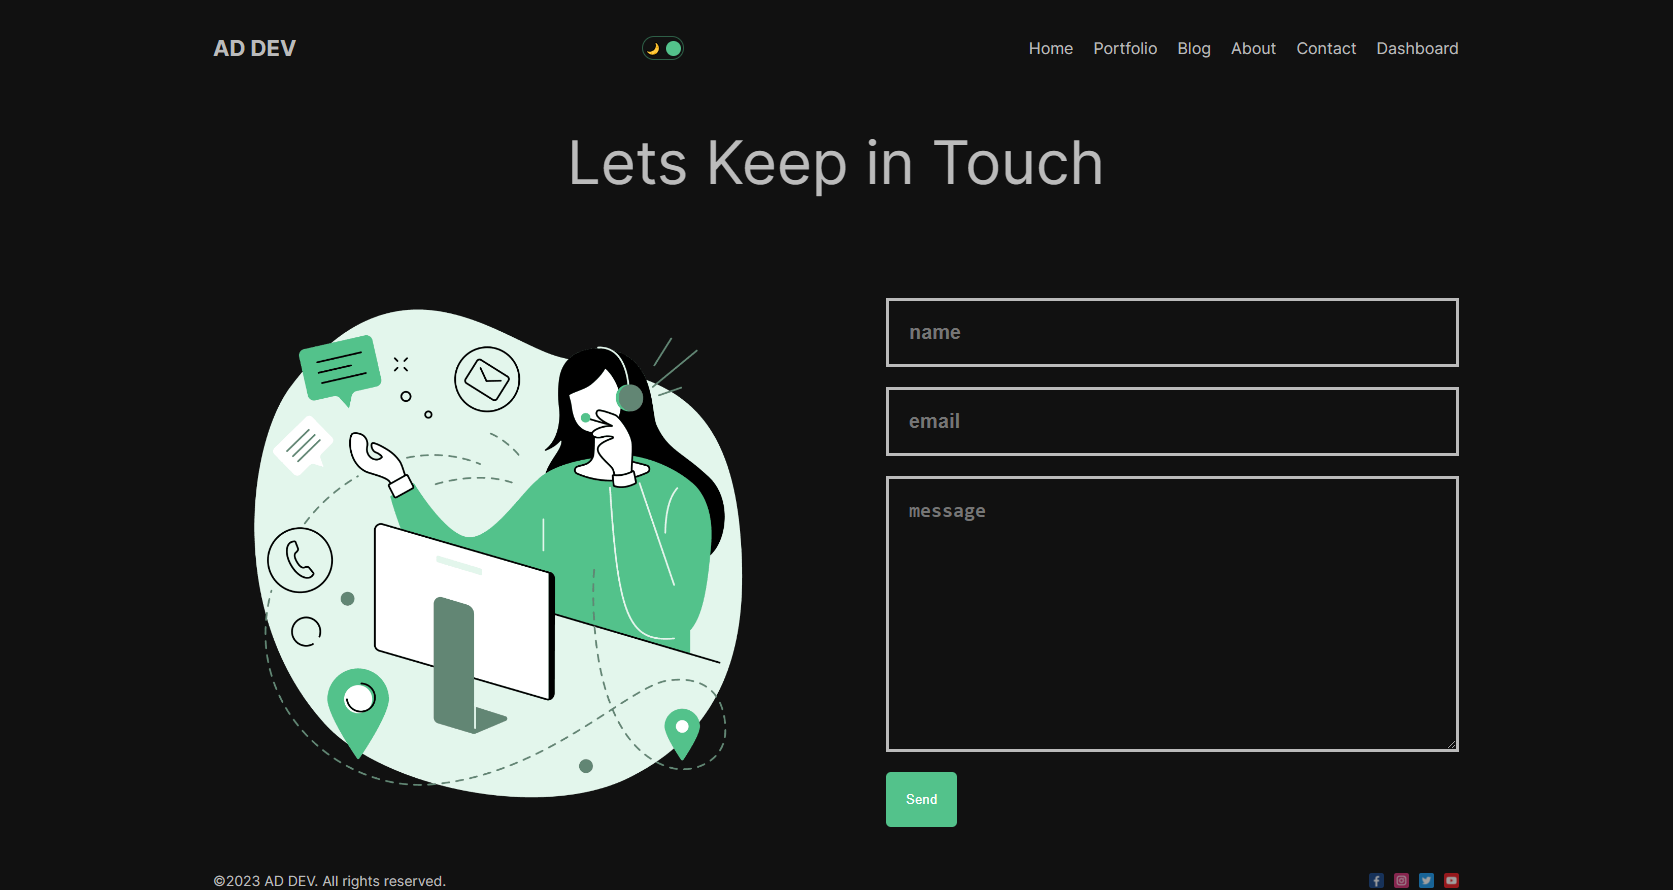 AD DEV
Home Portfolio Blog About Contact Dashboard
Lets Keep in Touch
name
email
message
Send
©2023 AD DEV. All rights reserved.